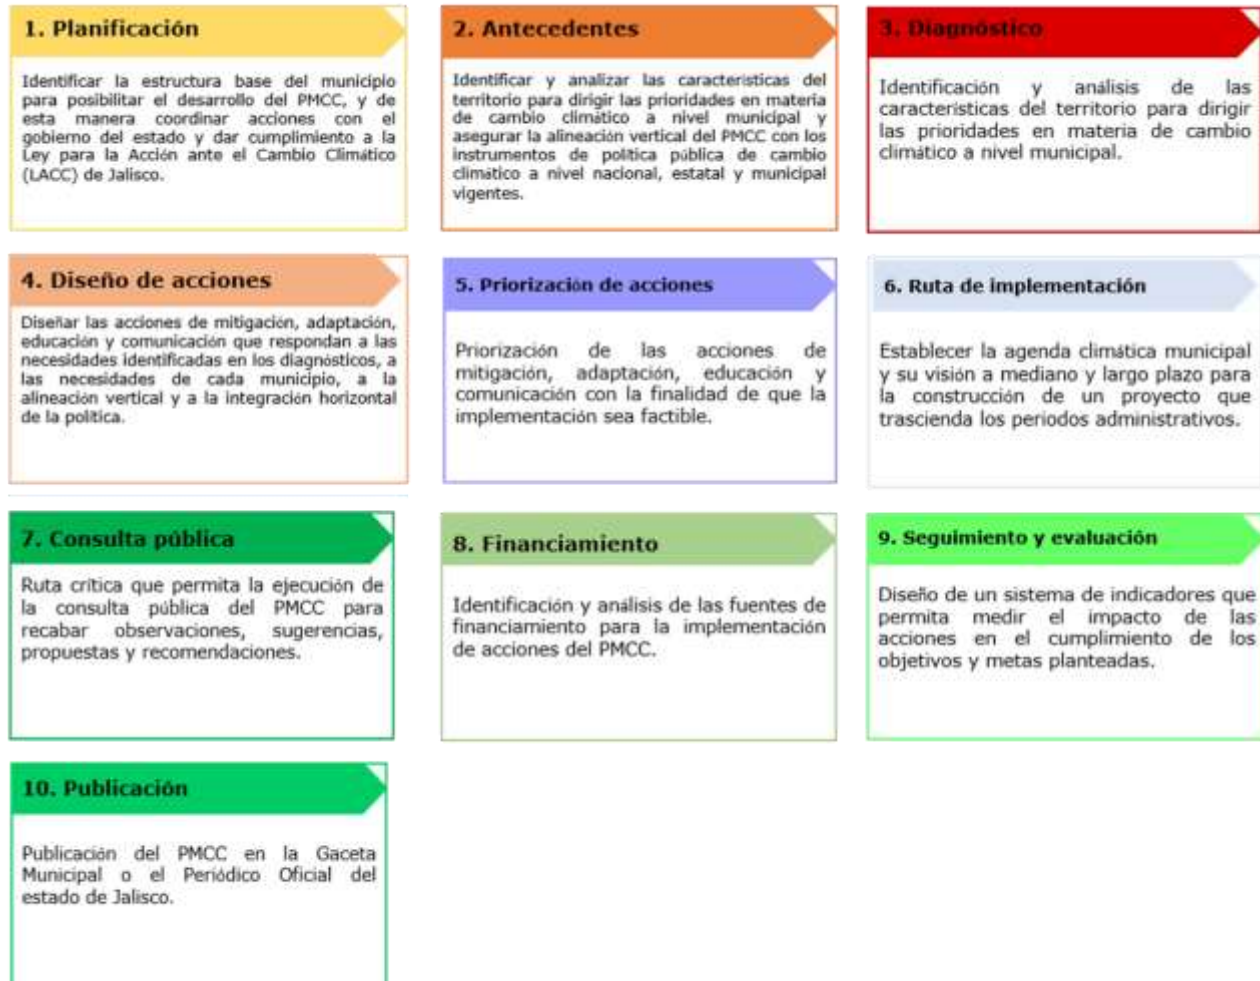 1. Planificación
Identificar la estructura base del municipio
para posibilitar el desarrollo del PMCC, y de
esta manera coordinar acciones con el
gobierno del estado y dar cumplimiento a la
Ley para la Acción ante el Cambio Climático
(LACC) de Jalisco.
2. Antecedentes
Identificar y analizar las características del
territorio para dirigir las prioridades en materia
de cambio climático a nivel municipal y
asegurar la alineación vertical del PMCC con los
instrumentos de política pública de cambio
climático a nivel nacional, estatal y municipal
vigentes.
3. Diagnóstico
Identificación y análisis de las
características del territorio para dirigir
las prioridades en materia de cambio
climático a nivel municipal.
4. Diseño de acciones
Diseñar las acciones de mitigación, adaptación,
educación y comunicación que respondan a las
necesidades identificadas en los diagnósticos, a
las necesidades de cada municipio, a la
alineación vertical y a la integración horizontal
de la política.
5. Priorización de acciones
Priorización de las acciones de
mitigación, adaptación, educación y
comunicación con la finalidad de que la
implementación sea factible.
6. Ruta de implementación
Establecer la agenda climática municipal
y su visión a mediano y largo plazo para
la construcción de un proyecto que
trascienda los periodos administrativos.
7. Consulta pública
Ruta crítica que permita la ejecución de
la consulta pública del PMCC para
recabar observaciones, sugerencias,
propuestas y recomendaciones.
8. Financiamiento
Identificación y análisis de las fuentes de
financiamiento para la implementación
de acciones del PMCC.
9. Seguimiento y evaluación
Diseño de un sistema de indicadores que
permita medir el impacto de las
acciones en el cumplimiento de los
objetivos y metas planteadas.
10. Publicación
Publicación del PMCC en la Gaceta
Municipal o el Periódico Oficial del
estado de Jalisco.